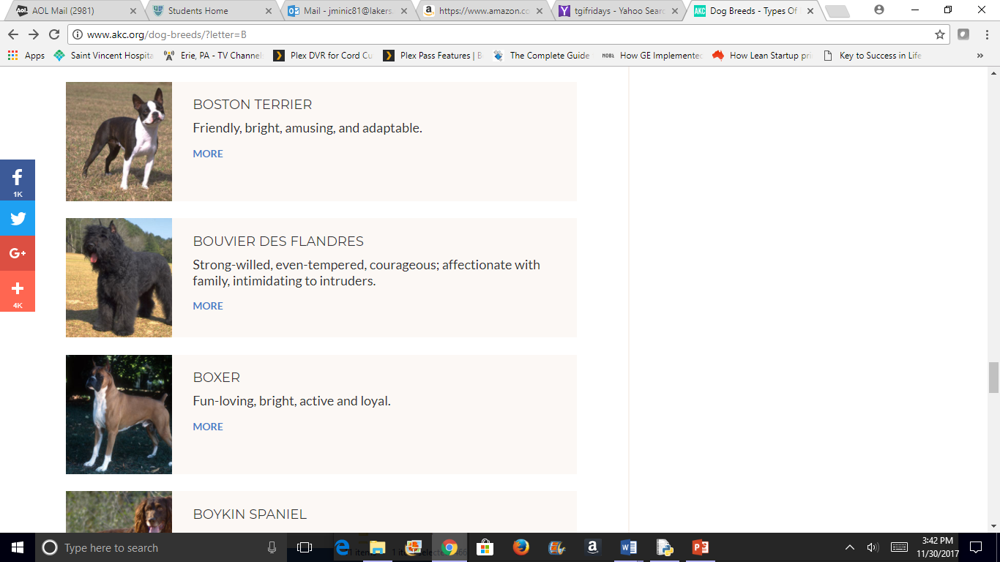 Aol. AOL Mail (2981)
Students Home
Mail - jminic81@lakers.
https://www.amazon.co
tgifridays - Yahoo Sear
AKC Dog Breeds - Types Of
www.akc.org/dog-breeds/?letter=B
Apps
Saint Vincent Hospita
Erie, PA - TV Channel
Plex DVR for Cord Cu
Plex Pass Features | B
The Complete Guide
HOW GE Implemented
How Lean Startup pri
Key to Success in Life
»
BOSTON TERRIER
Friendly, bright, amusing, and adaptable.
MORE
1K
G+
4K
BOUVIER DES FLANDRES
Strong-willed, even-tempered, courageous; affectionate with
family, intimidating to intruders.
MORE
BOXER
Fun-loving, bright, active and loyal.
MORE
BOYKIN SPANIEL
Type here to search
3:42 PM
11/30/2017